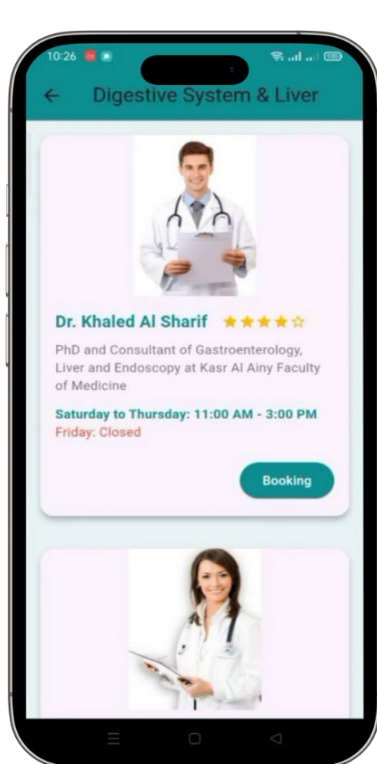 10:26
100
Digestive System & Liver
Dr. Khaled Al Sharif
PhD and Consultant of Gastroenterology,
Liver and Endoscopy at Kasr Al Ainy Faculty
of Medicine
Saturday to Thursday: 11:00 AM - 3:00 PM
Friday: Closed
Booking